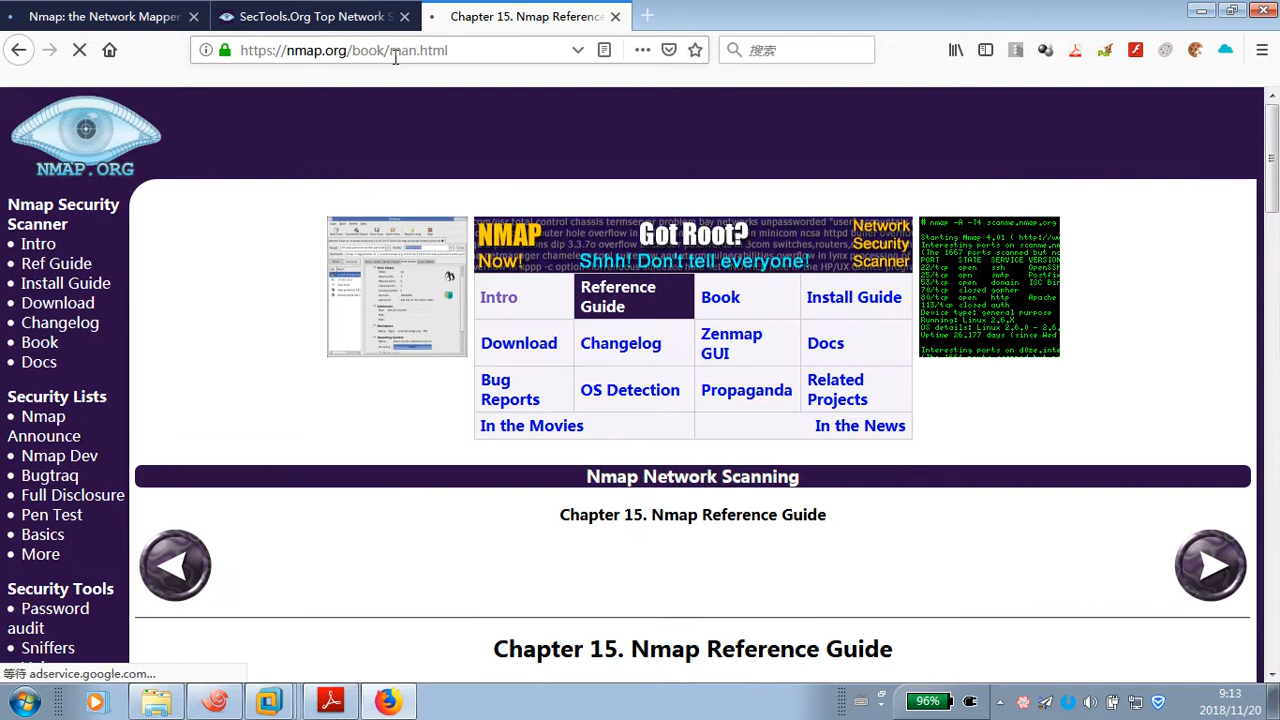 Nmap: the Network Mapper
SecTools.Org Top Network S
Chapter 15. Nmap Reference
https://nmap.org/book/man.html
搜索
NMAP.ORG
Nmap Security
Scanner
Intro
Ref Guide
Install Guide
Download
Changelog
Book
Docs
Security Lists
Nmap
Announce
Nmap Dev
Bugtraq
Full Disclosure
Pen Test
Basics
More
Security Tools
Password
audit
Sniffers
NMAP
Now!
Got Root?
Shhh! Don't tell everyone!
Network
Security
Scanner
# nmap -A -T4 scanme.nmap.org
Intro
Reference
Guide
Book
Install Guide
Download
Changelog
Zenmap
GUI
Docs
Bug
Reports
OS Detection
Propaganda
Related
Projects
In the Movies
In the News
Nmap Network Scanning
Chapter 15. Nmap Reference Guide
Chapter 15. Nmap Reference Guide
等待 adservice.google.com...
96%
9:13
2018/11/20